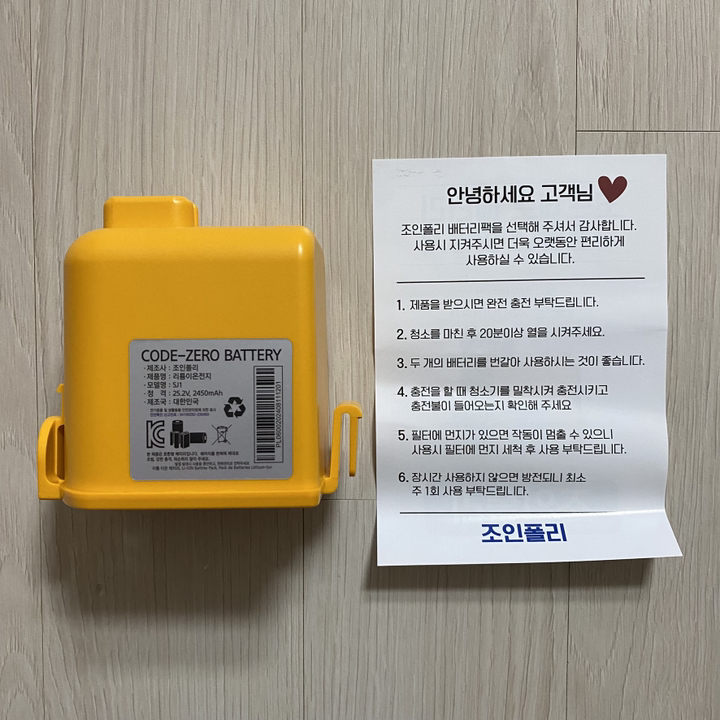 CODE-ZERO BATTERY
· 제조사 : 조인폴리
· 제품명 : 리튬이온전지
· 모델명 : SJ1
· 정 격 : 25.2V, 2450mAh
· 제조국 : 대한민국
안녕하세요 고객님
조인폴리 배터리팩을 선택해 주셔서 감사합니다.
사용시 지켜주시면 더욱 오랫동안 편리하게
사용하실 수 있습니다.
1. 제품을 받으시면 완전 충전 부탁드립니다.
2. 청소를 마친 후 20분이상 열을 시켜주세요.
3. 두 개의 배터리를 번갈아 사용하시는 것이 좋습니다.
4. 충전을 할 때 청소기를 밀착시켜 충전시키고
충전불이 들어오는지 확인해 주세요
5. 필터에 먼지가 있으면 작동이 멈출 수 있으니
사용시 필터에 먼지 세척 후 사용 부탁드립니다.
6. 장시간 사용하지 않으면 방전되니 최소
주 1회 사용 부탁드립니다.
조인폴리